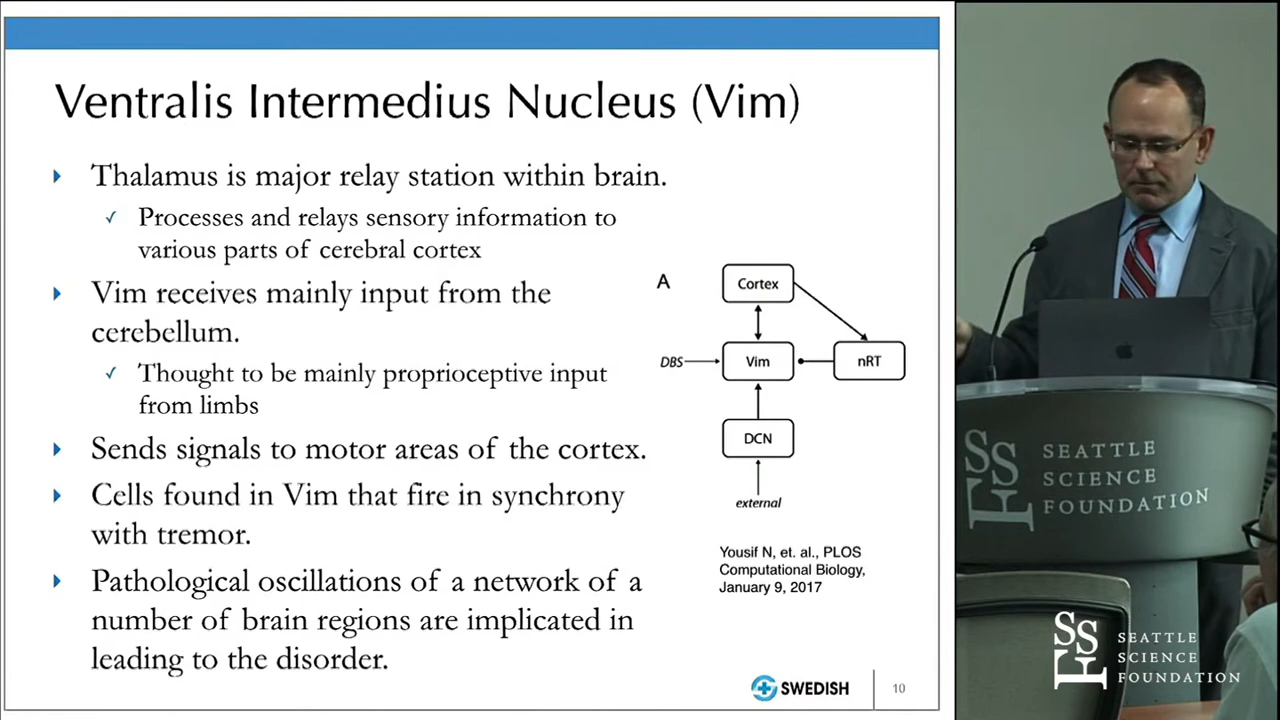 Ventralis Intermedius Nucleus (Vim)
Thalamus is major relay station within brain.
Processes and relays sensory information to
various parts of cerebral cortex
Vim receives mainly input from the
cerebellum.
Thought to be mainly proprioceptive input
from limbs
Sends signals to motor areas of the cortex.
Cells found in Vim that fire in synchrony
with tremor.
Pathological oscillations of a network of a
number of brain regions are implicated in
leading to the disorder.
A
Cortex
DBS
Vim
nRT
DCN
external
Yousif N, et. al., PLOS
Computational Biology,
January 9, 2017
SWEDISH
10
SSF
SEATTLE
SCIENCE
FOUNDATION
SSF
SEATTLE
SCIENCE
FOUNDATION